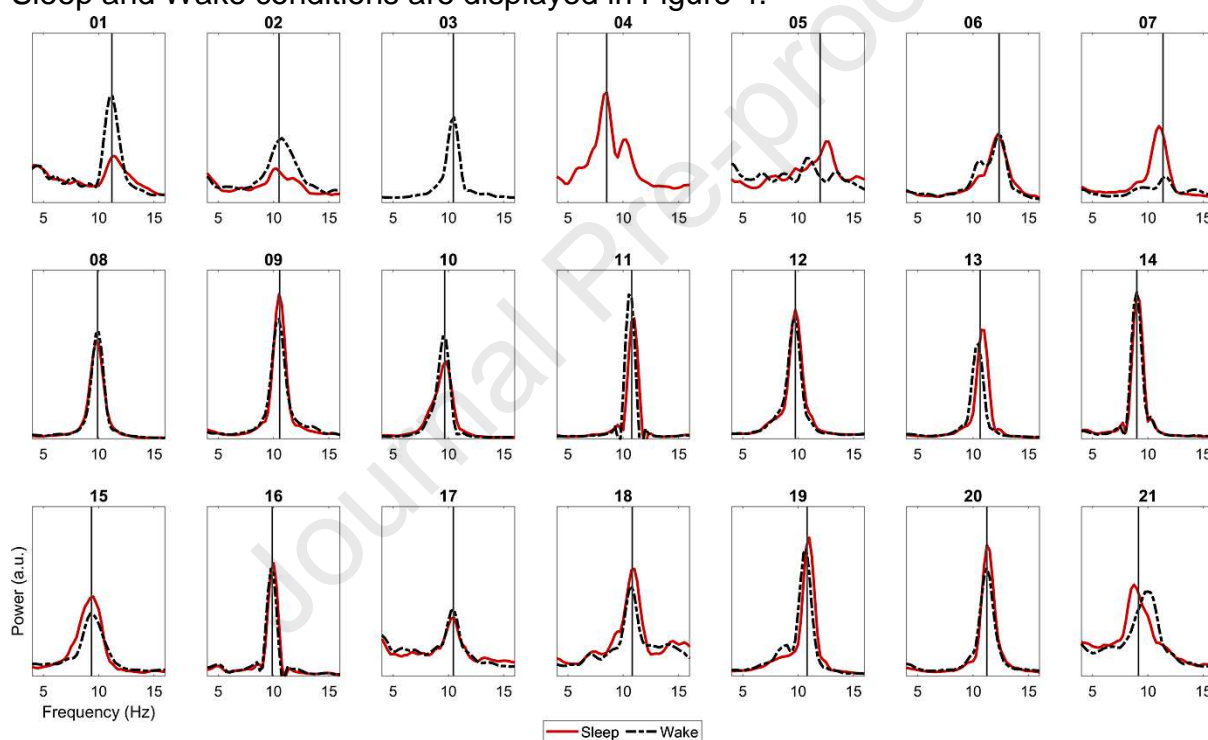 Sleep and Wake conditions are displayed in Figure 4.
01 02 03 04 05 06 07
5 10 15 5 10 15 5 10 15 5 10 15 5 10 15 5 10 15 5 10 15
08 09 10 11 12 13 14
5 10 15 5 10 15 5 10 15 5 10 15 5 10 15 5 10 15 5 10 15
15 16 17 18 19 20 21
Power (a.u.)
5 10 15 5 10 15 5 10 15 5 10 15 5 10 15 5 10 15 5 10 15
Frequency (Hz)
Sleep Wake
Journal Pre-proo